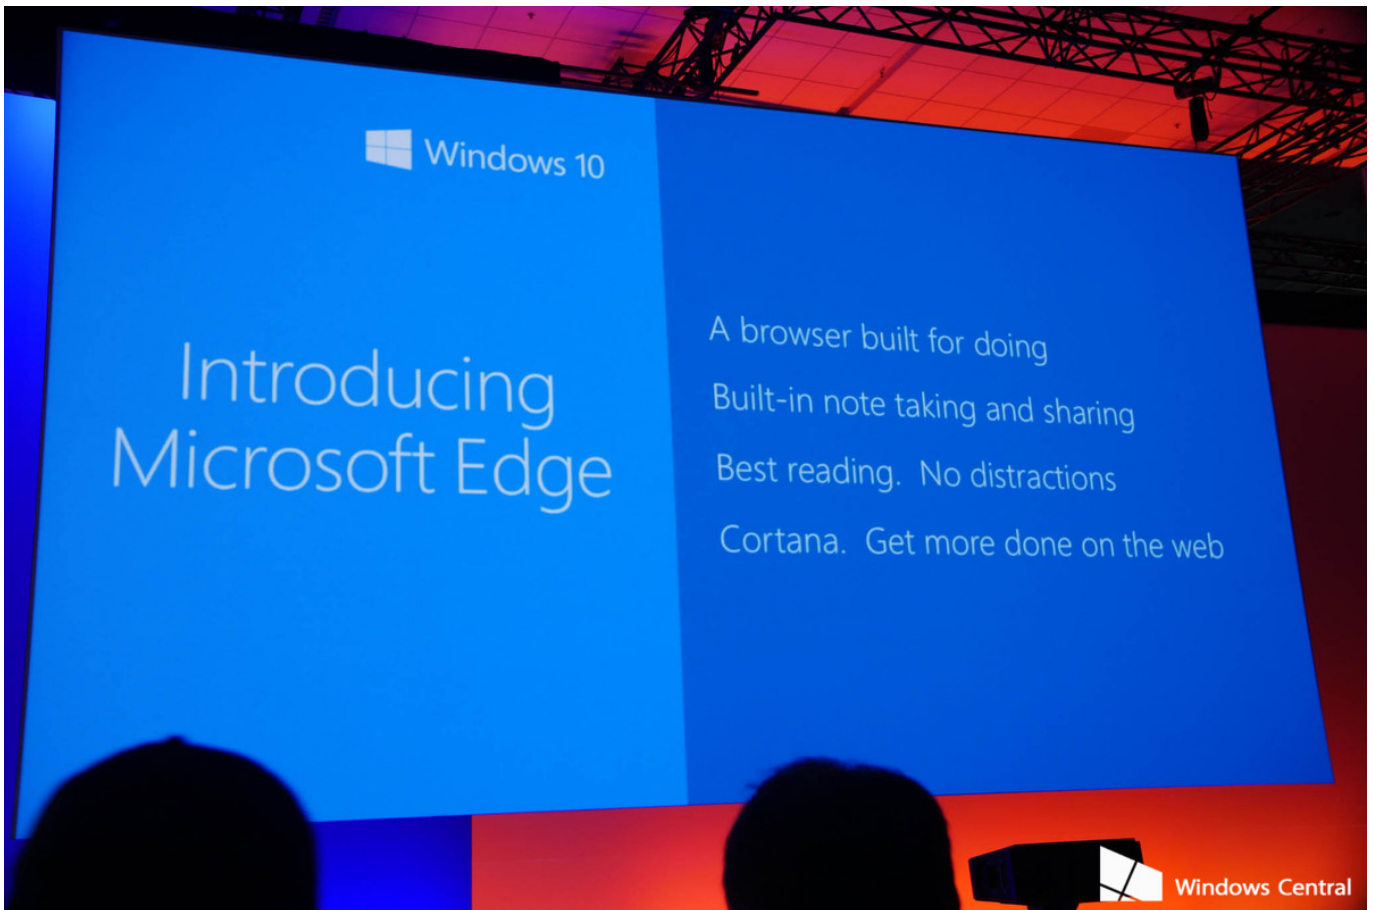 Windows 10
Introducing
Microsoft Edge
A browser built for doing
Built-in note taking and sharing
Best reading.  No distractions
Cortana.  Get more done on the web
Windows Central